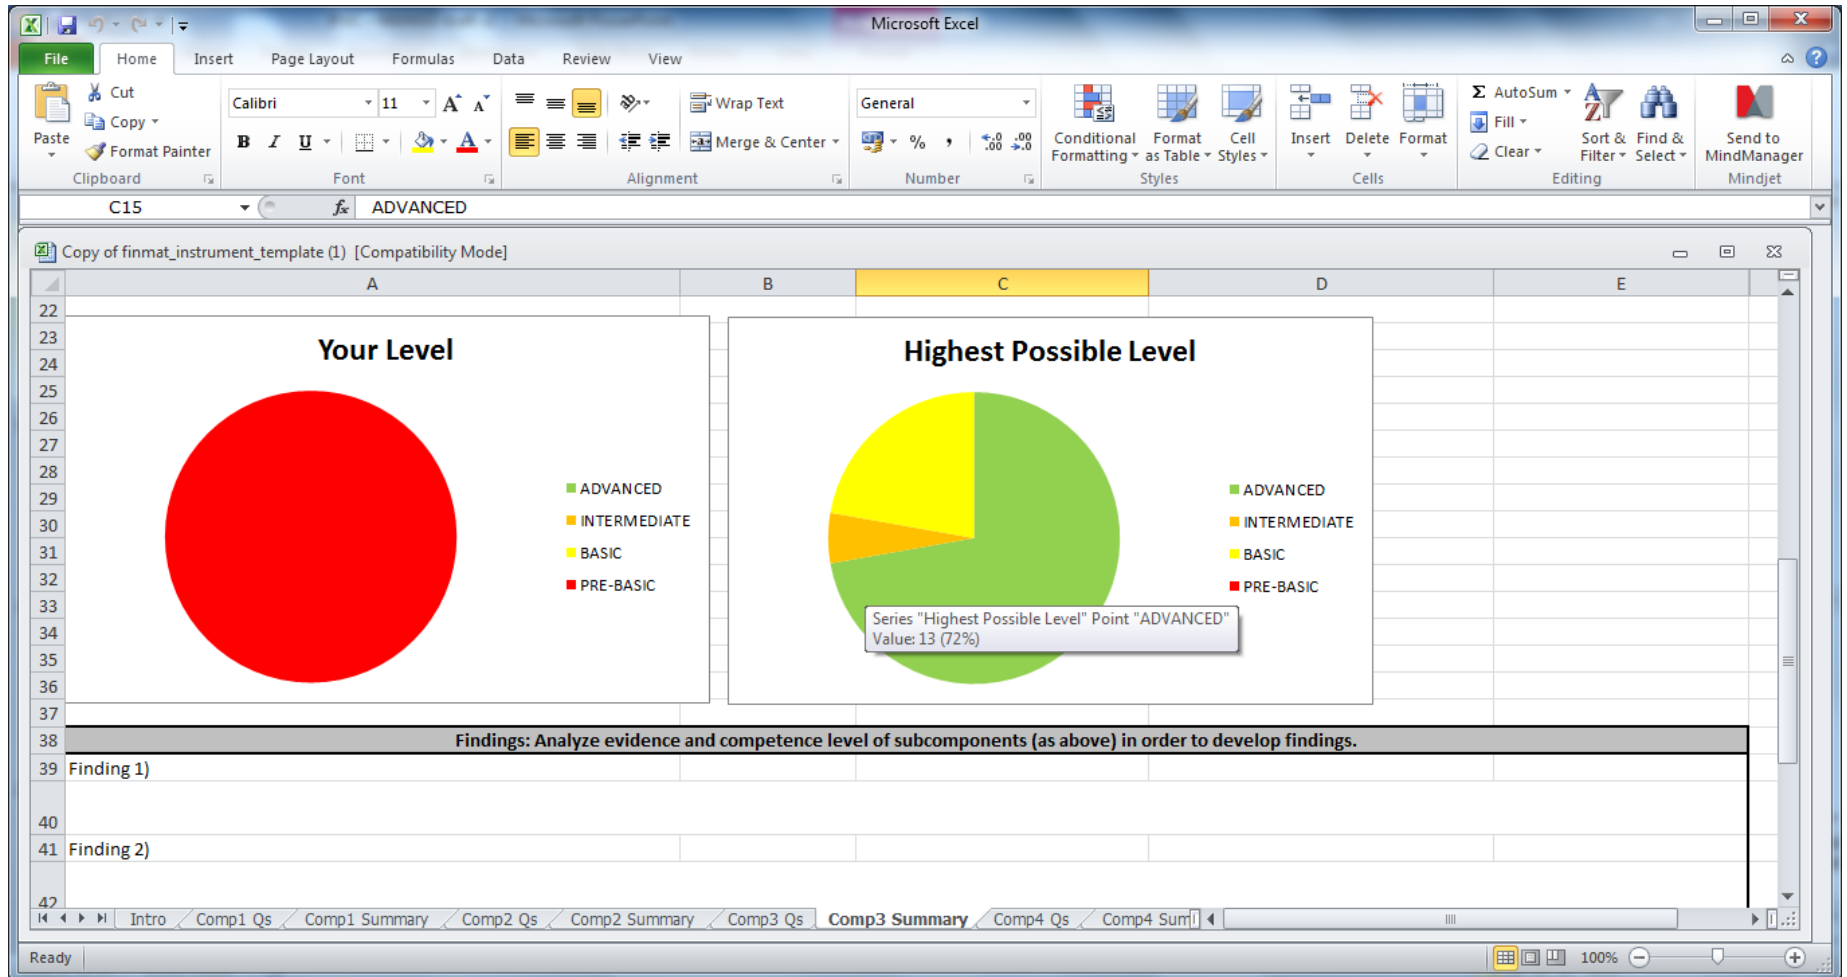 Microsoft Excel
File Home Insert Page Layout Formulas Data Review View
Paste
Cut
Copy
Format Painter
Clipboard
Calibri 11
B I U
Font
Wrap Text
Merge & Center
Alignment
General
% ,
Number
Conditional Formatting
Format as Table
Cell Styles
Styles
Insert Delete Format
Cells
Σ AutoSum
Fill
Clear
Sort & Filter
Find & Select
Editing
Send to MindManager
Mindjet
C15 fx ADVANCED
Copy of finmat_instrument_template (1) [Compatibility Mode]
A B C D E
22
23
24
25
26
27
28
29
30
31
32
33
34
35
36
37
Your Level
ADVANCED
INTERMEDIATE
BASIC
PRE-BASIC
Highest Possible Level
ADVANCED
INTERMEDIATE
BASIC
PRE-BASIC
Series "Highest Possible Level" Point "ADVANCED"
Value: 13 (72%)
38 Findings: Analyze evidence and competence level of subcomponents (as above) in order to develop findings.
39 Finding 1)
40
41 Finding 2)
42
Intro Comp1 Qs Comp1 Summary Comp2 Qs Comp2 Summary Comp3 Qs Comp3 Summary Comp4 Qs Comp4 Sum
Ready 100%